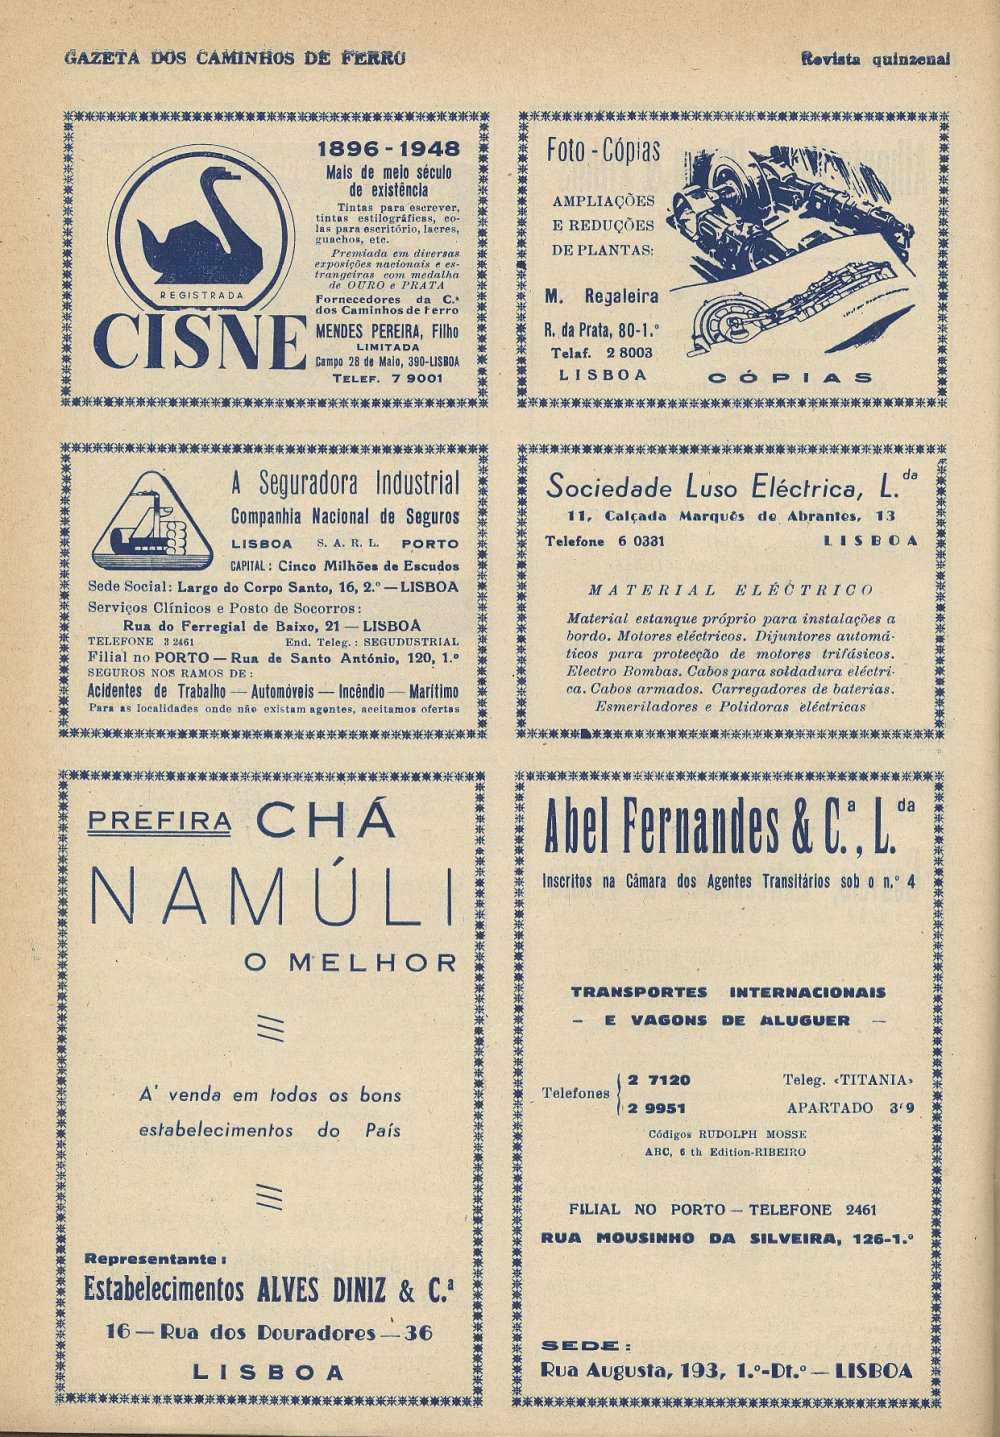 GAZETA DOS CAMINHOS DE FERRO
Revista quinzenal
REGISTRADA
CISNE
1896 - 1948
Mais de meio século
de existência
Tintas para escrever,
tintas estilográficas, co-
las para escritório, lacres,
guachos, etc.
Premiada em diversas
exposições nacionais e es-
trangeiras com medalha
de OURO e PRATA
Fornecedores da C.ª
dos Caminhos de Ferro
MENDES PEREIRA, Filho
LIMITADA
Campo 28 de Maio, 390-LISBOA
TELEF. 7 9001
Foto - Cópias
AMPLIAÇÕES
E REDUÇÕES
DE PLANTAS:
M. Regaleira
R. da Prata, 80-1.º
Telaf. 2 8003
LISBOA
CÓPIAS
A Seguradora Industrial
Companhia Nacional de Seguros
LISBOA S. A. R. L. PORTO
CAPITAL: Cinco Milhões de Escudos
Sede Social: Largo do Corpo Santo, 16, 2.º — LISBOA
Serviços Clínicos e Posto de Socorros:
Rua do Ferregial de Baixo, 21 — LISBOA
TELEFONE 3 2461 End. Teleg.: SEGUDUSTRIAL
Filial no PORTO — Rua de Santo António, 120, 1.º
SEGUROS NOS RAMOS DE:
Acidentes de Trabalho — Automóveis — Incêndio — Marítimo
Para as localidades onde não existam agentes, aceitamos ofertas
Sociedade Luso Eléctrica, L.da
11, Calçada Marquês de Abrantes, 13
Telefone 6 0331 LISBOA
MATERIAL ELÉCTRICO
Material estanque próprio para instalações a
bordo. Motores eléctricos. Dijuntores automá-
ticos para protecção de motores trifásicos.
Electro Bombas. Cabos para soldadura eléctri-
ca. Cabos armados. Carregadores de baterias.
Esmeriladores e Polidoras eléctricas
PREFIRA CHÁ
NAMÚLI
O MELHOR
A' venda em todos os bons
estabelecimentos do País
Representante:
Estabelecimentos ALVES DINIZ & C.ª
16 — Rua dos Douradores — 36
LISBOA
Abel Fernandes & C.ª, L.da
Inscritos na Câmara dos Agentes Transitários sob o n.º 4
TRANSPORTES INTERNACIONAIS
- E VAGONS DE ALUGUER —
Telefones { 2 7120
2 9951
Teleg. «TITANIA»
APARTADO
Códigos RUDOLPH MOSSE
ABC, 6 th Edition-RIBEIRO
FILIAL NO PORTO — TELEFONE 2461
RUA MOUSINHO DA SILVEIRA, 126-1.º
SEDE:
Rua Augusta, 193, 1.º-Dt.º — LISBOA